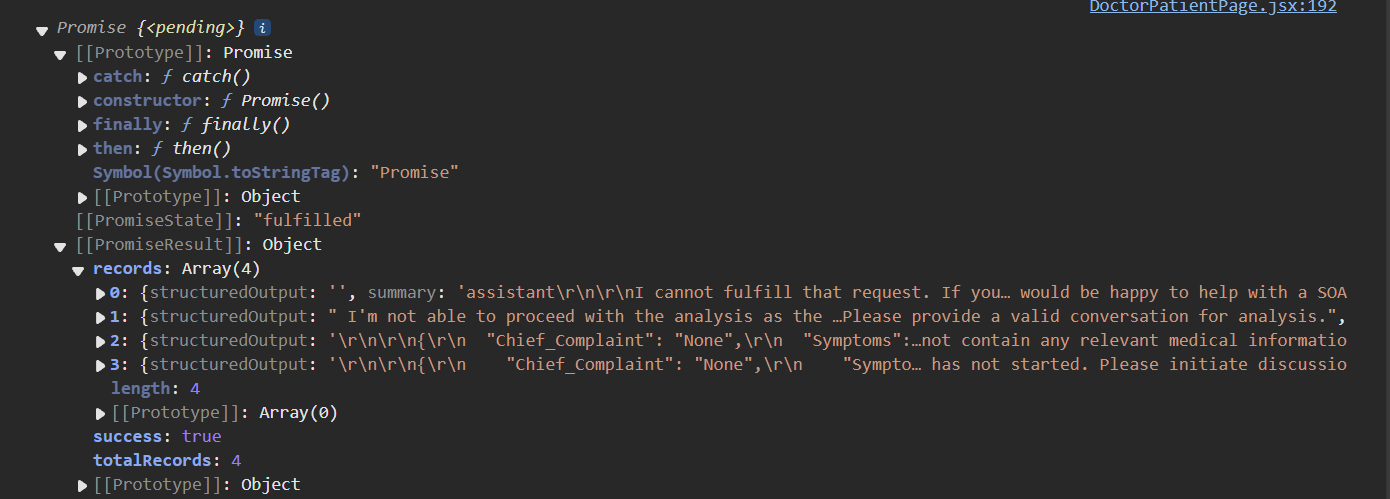 DoctorPatientPage.jsx:192
Promise {<pending>} i
[[Prototype]]: Promise
catch: ƒ catch()
constructor: ƒ Promise()
finally: ƒ finally()
then: ƒ then()
Symbol(Symbol.toStringTag): "Promise"
[[Prototype]]: Object
[[PromiseState]]: "fulfilled"
[[PromiseResult]]: Object
records: Array(4)
0: {structuredOutput: '', summary: 'assistant\r\n\r\nI cannot fulfill that request. If you… would be happy to help with a SOA
1: {structuredOutput: " I'm not able to proceed with the analysis as the …Please provide a valid conversation for analysis.",
2: {structuredOutput: '\r\n\r\n{\r\n  "Chief_Complaint": "None",\r\n  "Symptoms":…not contain any relevant medical informatio
3: {structuredOutput: '\r\n\r\n{\r\n    "Chief_Complaint": "None",\r\n    "Sympto… has not started. Please initiate discussio
length: 4
[[Prototype]]: Array(0)
success: true
totalRecords: 4
[[Prototype]]: Object